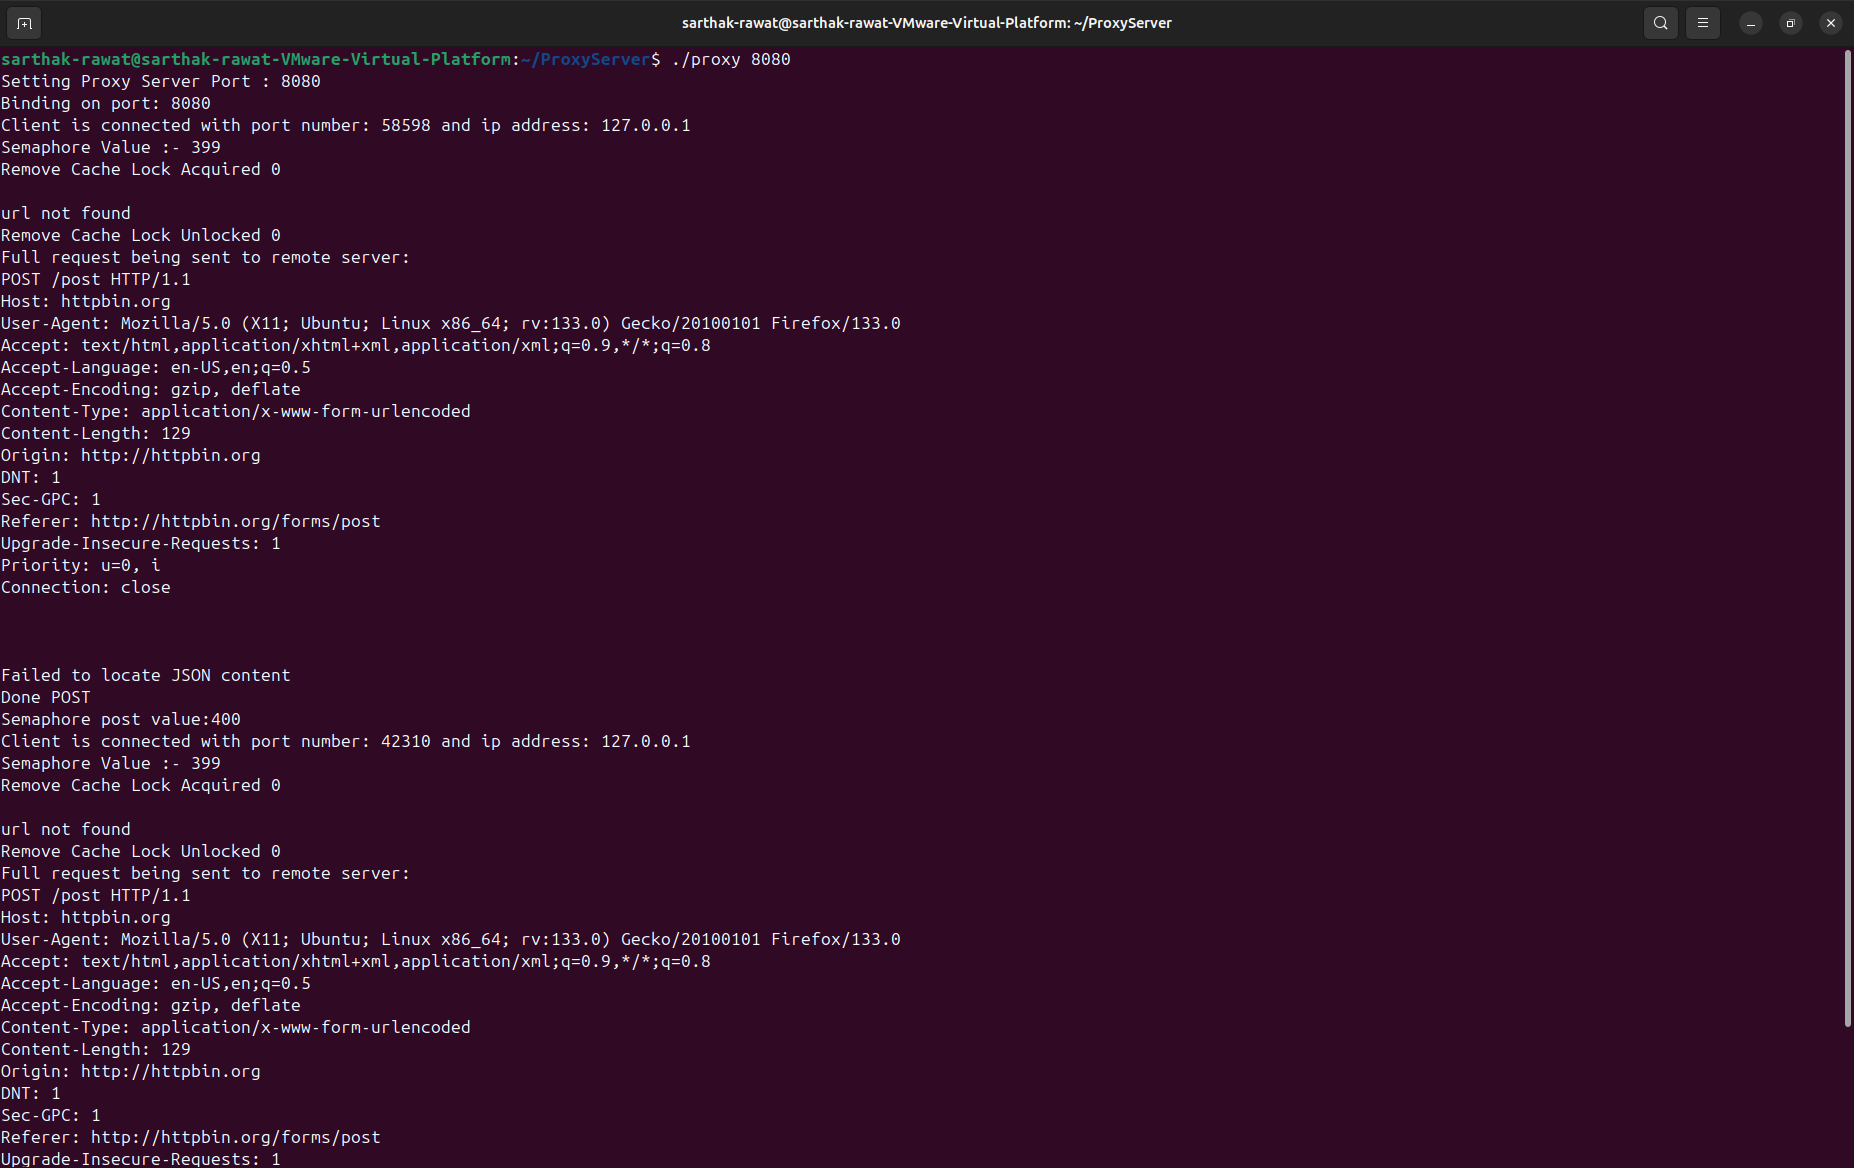 sarthak-rawat@sarthak-rawat-VMware-Virtual-Platform: ~/ProxyServer
sarthak-rawat@sarthak-rawat-VMware-Virtual-Platform:~/ProxyServer$ ./proxy 8080
Setting Proxy Server Port : 8080
Binding on port: 8080
Client is connected with port number: 58598 and ip address: 127.0.0.1
Semaphore Value :- 399
Remove Cache Lock Acquired 0
url not found
Remove Cache Lock Unlocked 0
Full request being sent to remote server:
POST /post HTTP/1.1
Host: httpbin.org
User-Agent: Mozilla/5.0 (X11; Ubuntu; Linux x86_64; rv:133.0) Gecko/20100101 Firefox/133.0
Accept: text/html,application/xhtml+xml,application/xml;q=0.9,*/*;q=0.8
Accept-Language: en-US,en;q=0.5
Accept-Encoding: gzip, deflate
Content-Type: application/x-www-form-urlencoded
Content-Length: 129
Origin: http://httpbin.org
DNT: 1
Sec-GPC: 1
Referer: http://httpbin.org/forms/post
Upgrade-Insecure-Requests: 1
Priority: u=0, i
Connection: close
Failed to locate JSON content
Done POST
Semaphore post value:400
Client is connected with port number: 42310 and ip address: 127.0.0.1
Semaphore Value :- 399
Remove Cache Lock Acquired 0
url not found
Remove Cache Lock Unlocked 0
Full request being sent to remote server:
POST /post HTTP/1.1
Host: httpbin.org
User-Agent: Mozilla/5.0 (X11; Ubuntu; Linux x86_64; rv:133.0) Gecko/20100101 Firefox/133.0
Accept: text/html,application/xhtml+xml,application/xml;q=0.9,*/*;q=0.8
Accept-Language: en-US,en;q=0.5
Accept-Encoding: gzip, deflate
Content-Type: application/x-www-form-urlencoded
Content-Length: 129
Origin: http://httpbin.org
DNT: 1
Sec-GPC: 1
Referer: http://httpbin.org/forms/post
Upgrade-Insecure-Requests: 1